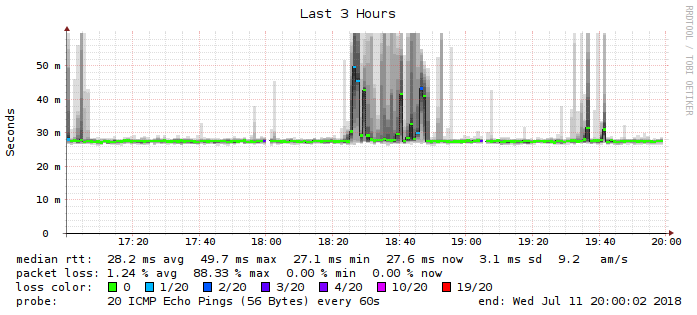 Last 3 Hours
RRDTOOL / TOBI OETIKER
Seconds
50 m
40 m
30 m
20 m
10 m
0
17:20 17:40 18:00 18:20 18:40 19:00 19:20 19:40 20:00
median rtt: 28.2 ms avg 49.7 ms max 27.1 ms min 27.6 ms now 3.1 ms sd 9.2 am/s
packet loss: 1.24 % avg 88.33 % max 0.00 % min 0.00 % now
loss color: 0 1/20 2/20 3/20 4/20 10/20 19/20
probe: 20 ICMP Echo Pings (56 Bytes) every 60s end: Wed Jul 11 20:00:02 2018